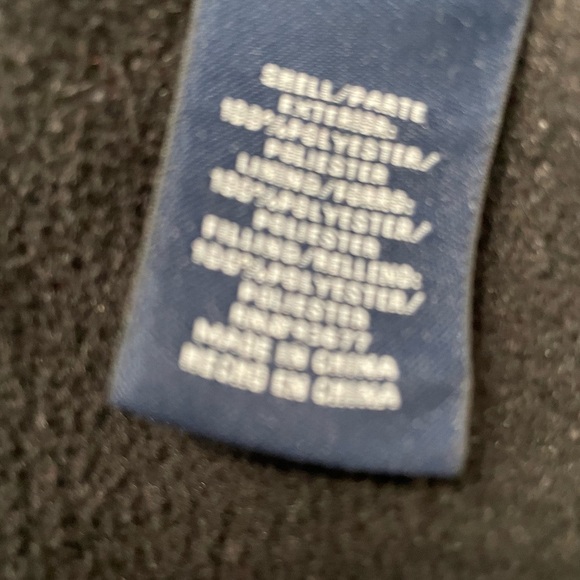 SHELL/PARTE
EXTERIOR:
100%POLYESTER/
POLIESTER
LINING/FORRO:
100%POLYESTER/
POLIESTER
FILLING/RELLENO:
100%POLYESTER/
POLIESTER
MADE IN CHINA
HECHO EN CHINA